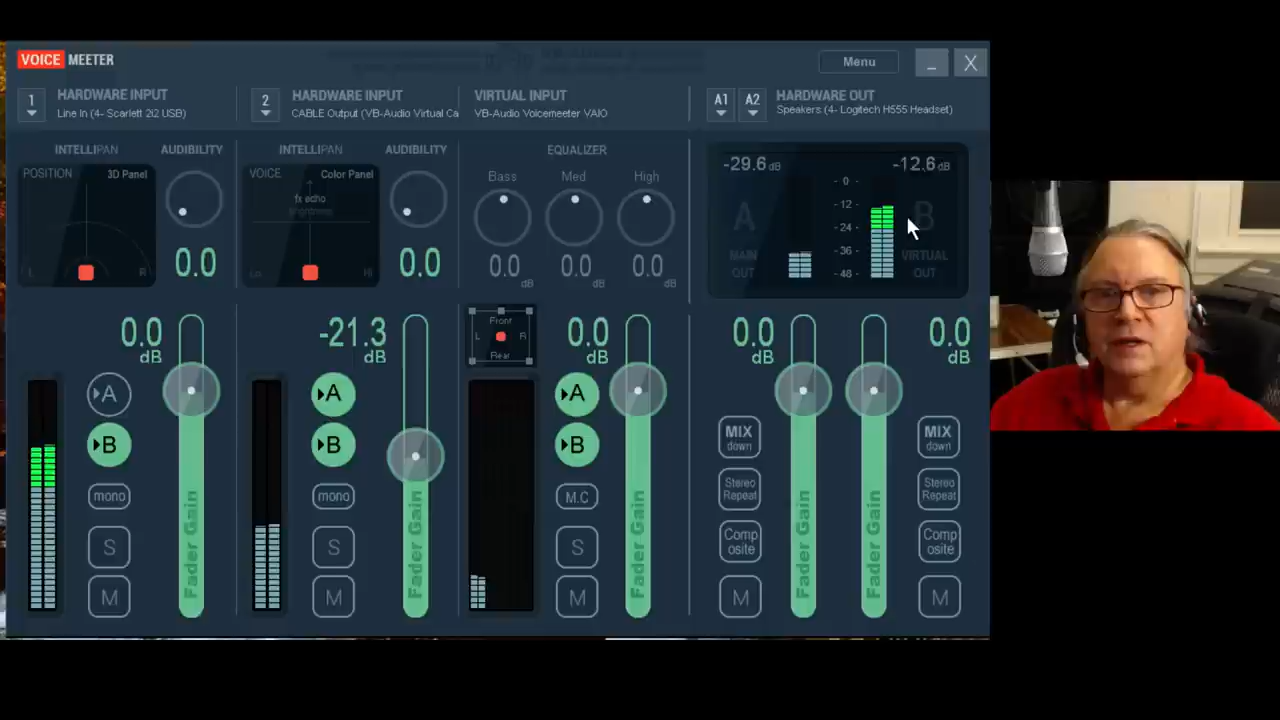 VOICE MEETER
Menu
_ X
1 HARDWARE INPUT
Line In (4- Scarlett 2i2 USB)
2 HARDWARE INPUT
CABLE Output (VB-Audio Virtual Ca
VIRTUAL INPUT
VB-Audio Voicemeeter VAIO
A1 A2 HARDWARE OUT
Speakers (4- Logitech H555 Headset)
INTELLIPAN AUDIBILITY
POSITION 3D Panel
L R
0.0
INTELLIPAN AUDIBILITY
VOICE Color Panel
fx echo
brightness
Lo Hi
0.0
EQUALIZER
Bass Med High
0.0 dB 0.0 dB 0.0 dB
-29.6 dB -12.6 dB
- 0 -
- 12 -
- 24 -
- 36 -
- 48 -
A B
MAIN OUT
VIRTUAL OUT
0.0 dB
A
B
mono
S
M
Fader Gain
-21.3 dB
A
B
mono
S
M
Fader Gain
Front
L R
Rear
0.0 dB
A
B
M.C
S
M
Fader Gain
0.0 dB
MIX down
Stereo Repeat
Comp osite
M
Fader Gain
0.0 dB
Fader Gain
MIX down
Stereo Repeat
Comp osite
M